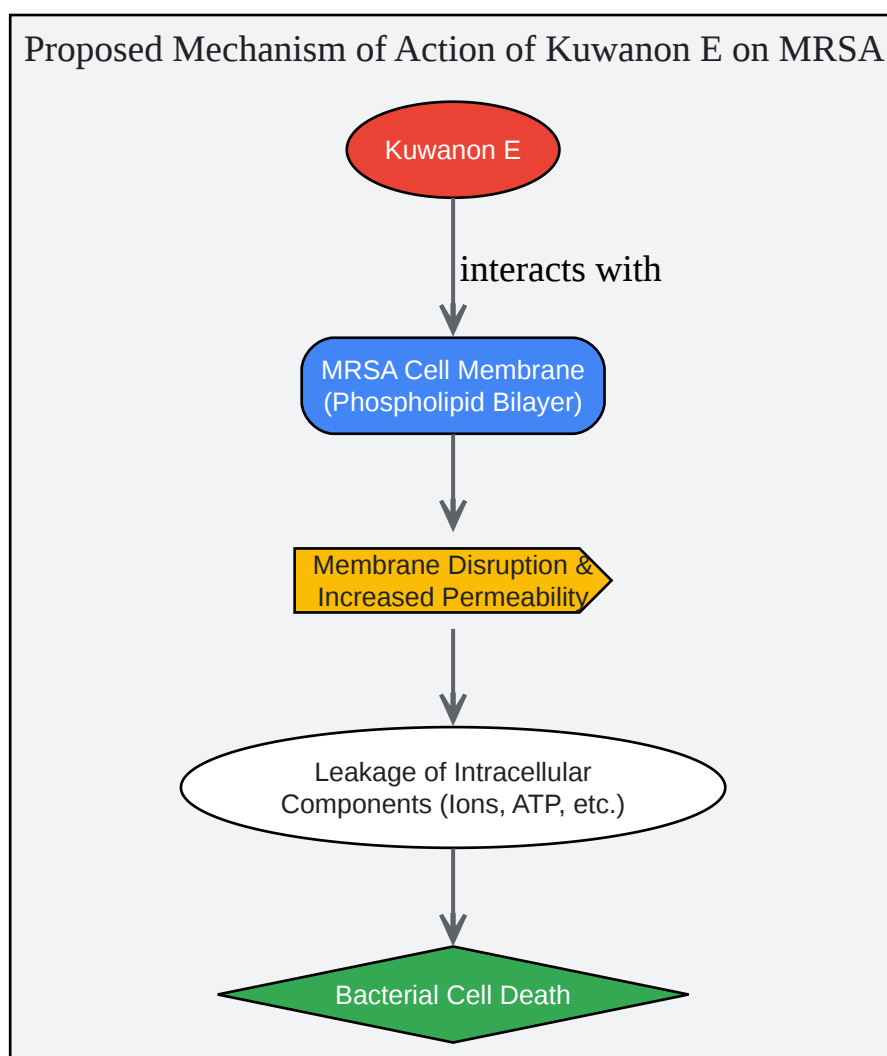 Proposed Mechanism of Action of Kuwanon E on MRSA
Kuwanon E
interacts with
MRSA Cell Membrane
(Phospholipid Bilayer)
Membrane Disruption &
Increased Permeability
Leakage of Intracellular
Components (Ions, ATP, etc.)
Bacterial Cell Death